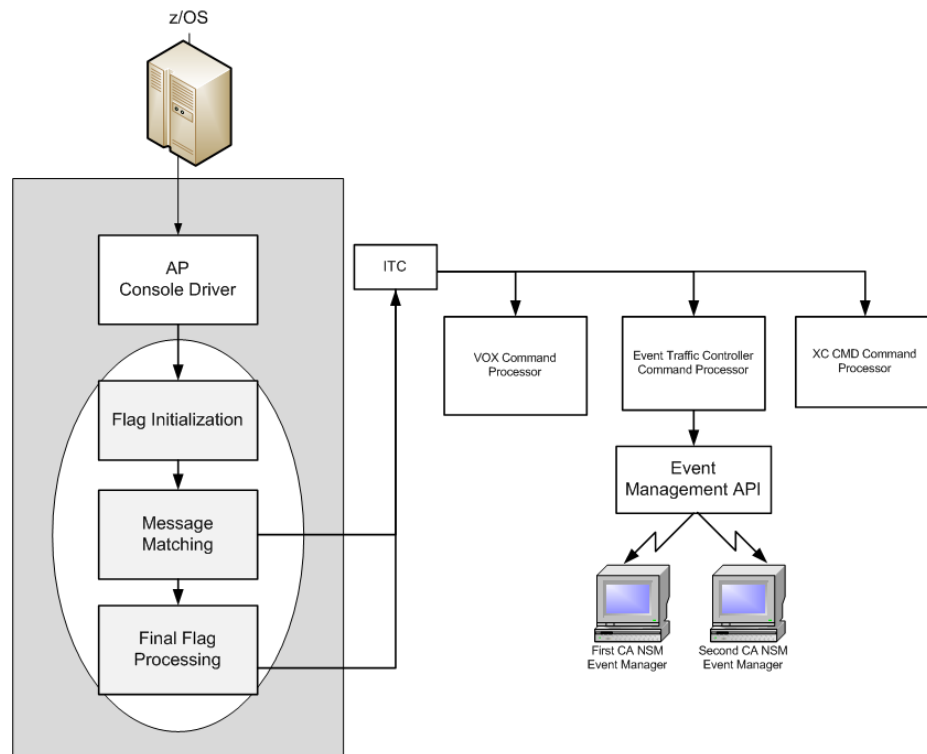 z/OS
AP
Console Driver
ITC
Flag Initialization
VOX Command
Processor
Event Traffic Controller
Command Processor
XC CMD Command
Processor
Message
Matching
Event
Management API
Final Flag
Processing
First CA NSM
Event Manager
Second CA NSM
Event Manager